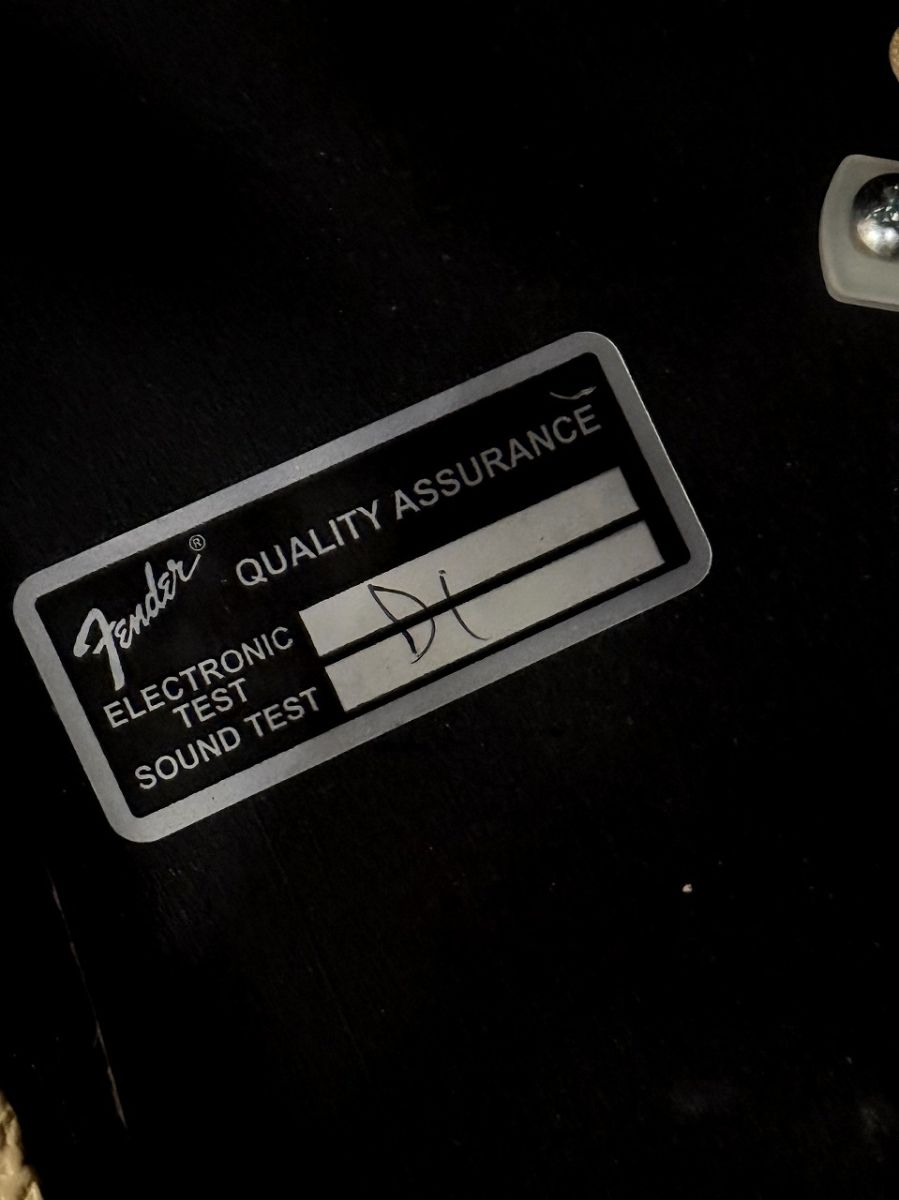 Fender® QUALITY ASSURANCE
ELECTRONIC
TEST
SOUND TEST